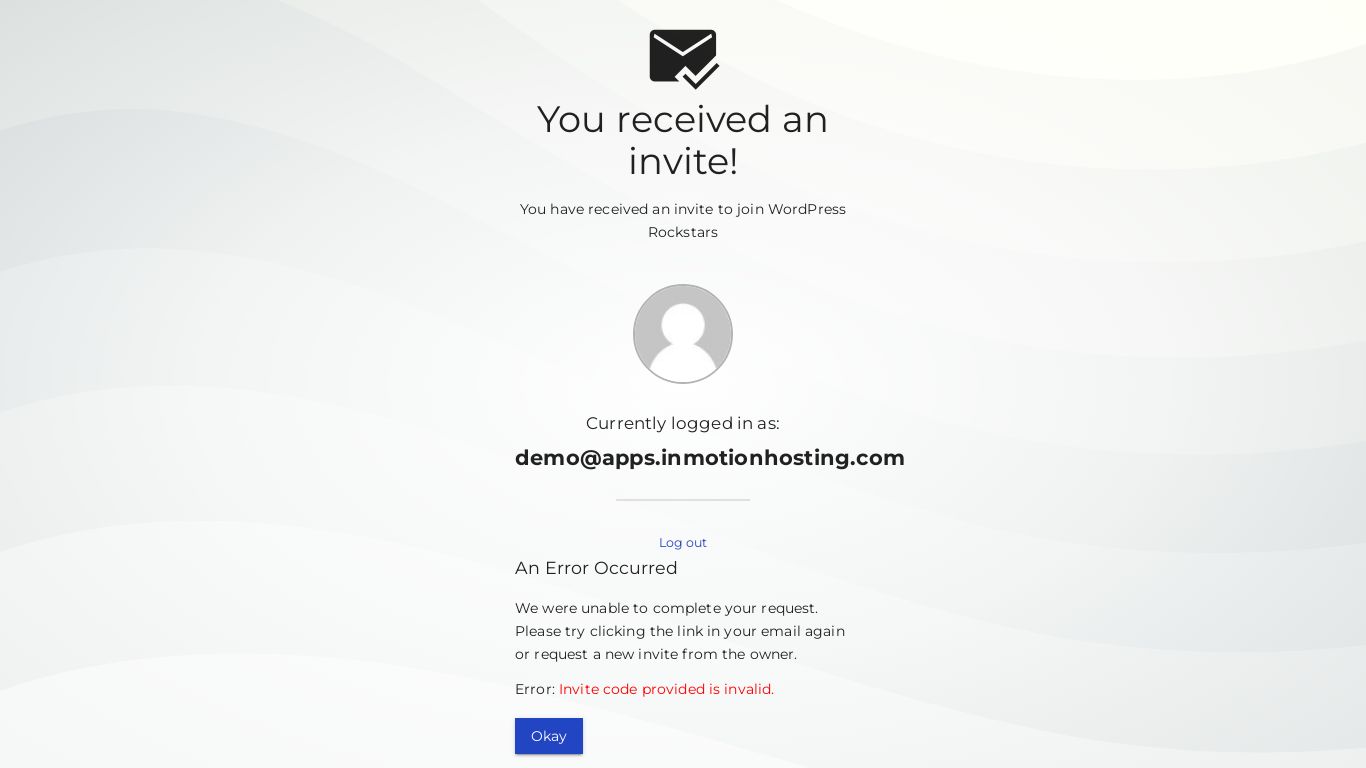 You received an
invite!
You have received an invite to join WordPress
Rockstars
Currently logged in as:
demo@apps.inmotionhosting.com
Log out
An Error Occurred
We were unable to complete your request.
Please try clicking the link in your email again
or request a new invite from the owner.
Error: Invite code provided is invalid.
Okay